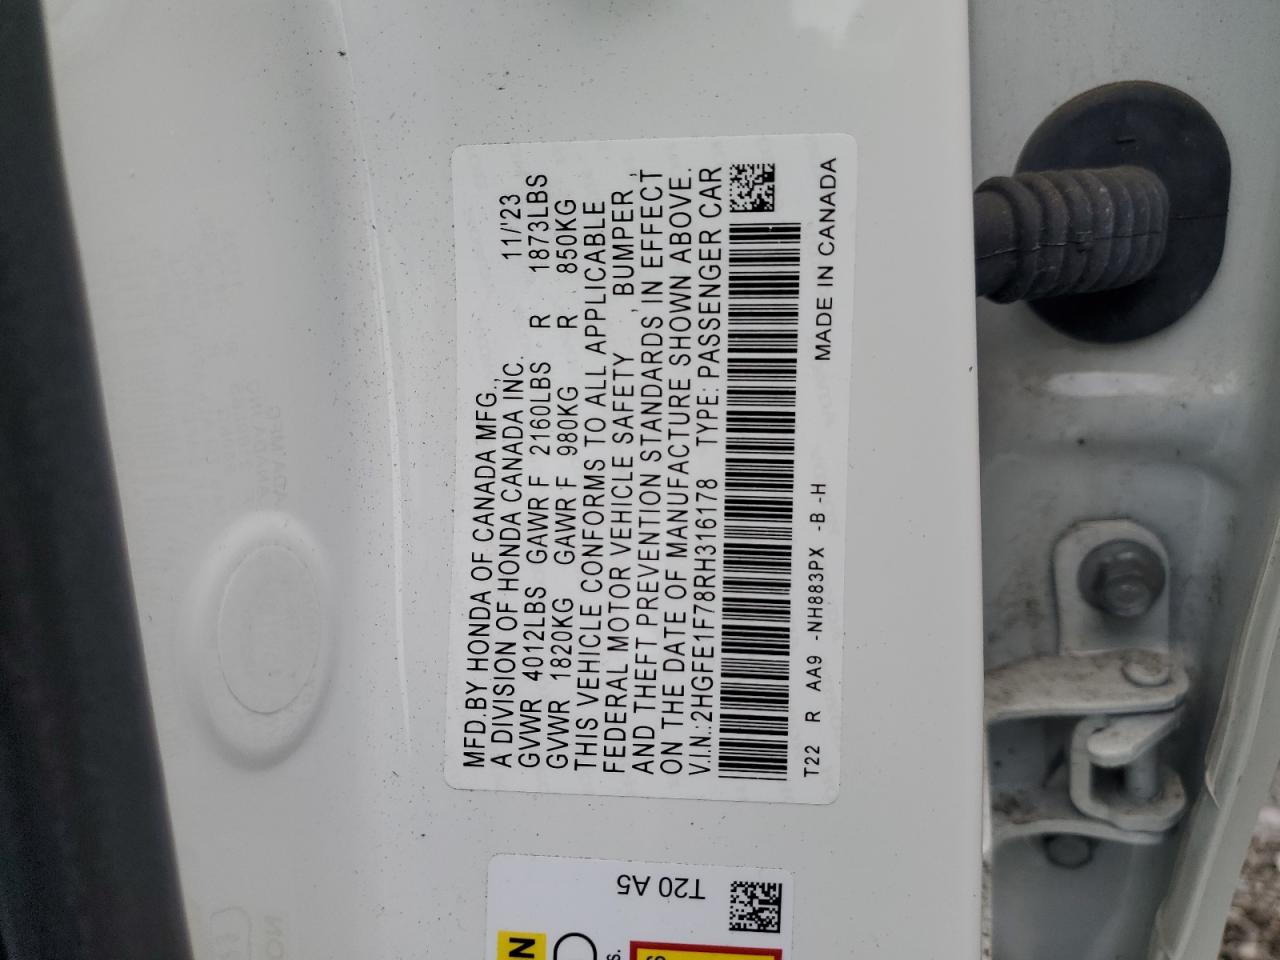 MFD.BY HONDA OF CANADA MFG.,
A DIVISION OF HONDA CANADA INC. 11/'23
GVWR 4012LBS GAWR F 2160LBS R 1873LBS
GVWR 1820KG GAWR F 980KG R 850KG
THIS VEHICLE CONFORMS TO ALL APPLICABLE
FEDERAL MOTOR VEHICLE SAFETY , BUMPER ,
AND THEFT PREVENTION STANDARDS IN EFFECT
ON THE DATE OF MANUFACTURE SHOWN ABOVE.
V.I.N.:2HGFE1F78RH316178 TYPE: PASSENGER CAR
T22 R AA9 -NH883PX -B -H MADE IN CANADA
T20 A5